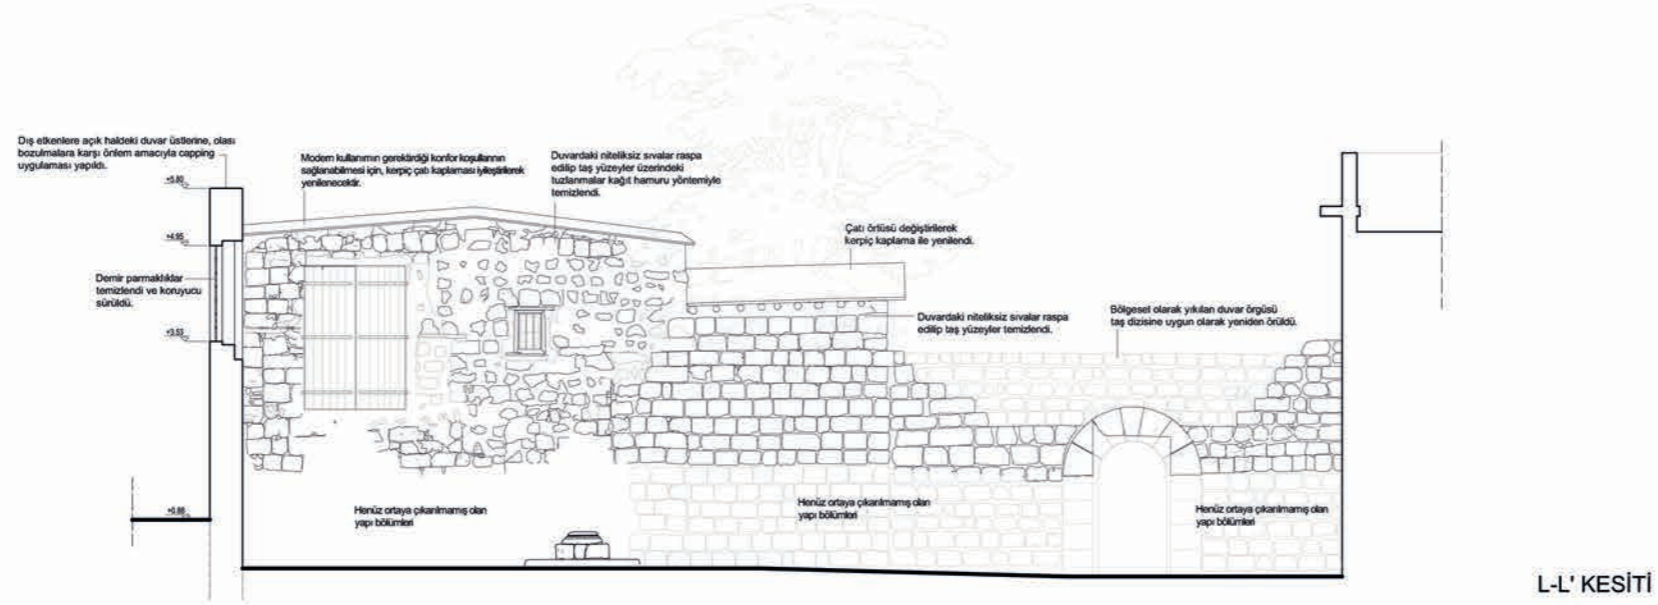 Dış etkenlere açık haldeki duvar üstlerine, olası
bozulmalara karşı önlem amacıyla capping
uygulaması yapıldı.
+5.80
Modern kullanımın gerektirdiği konfor koşullarının
sağlanabilmesi için, kerpiç çatı kaplaması iyileştirilerek
yenilenecektir.
Duvardaki niteliksiz sıvalar raspa
edilip taş yüzeyler üzerindeki
tuzlanmalar kağıt hamuru yöntemiyle
temizlendi.
+4.95
Çatı örtüsü değiştirilerek
kerpiç kaplama ile yenilendi.
Demir parmaklıklar
temizlendi ve koruyucu
sürüldü.
+3.53
Duvardaki niteliksiz sıvalar raspa
edilip taş yüzeyler temizlendi.
Bölgesel olarak yıkılan duvar örgüsü
taş dizisine uygun olarak yeniden örüldü.
Henüz ortaya çıkarılmamış olan
yapı bölümleri
Henüz ortaya çıkarılmamış olan
yapı bölümleri
Henüz ortaya çıkarılmamış olan
yapı bölümleri
L-L' KESİTİ